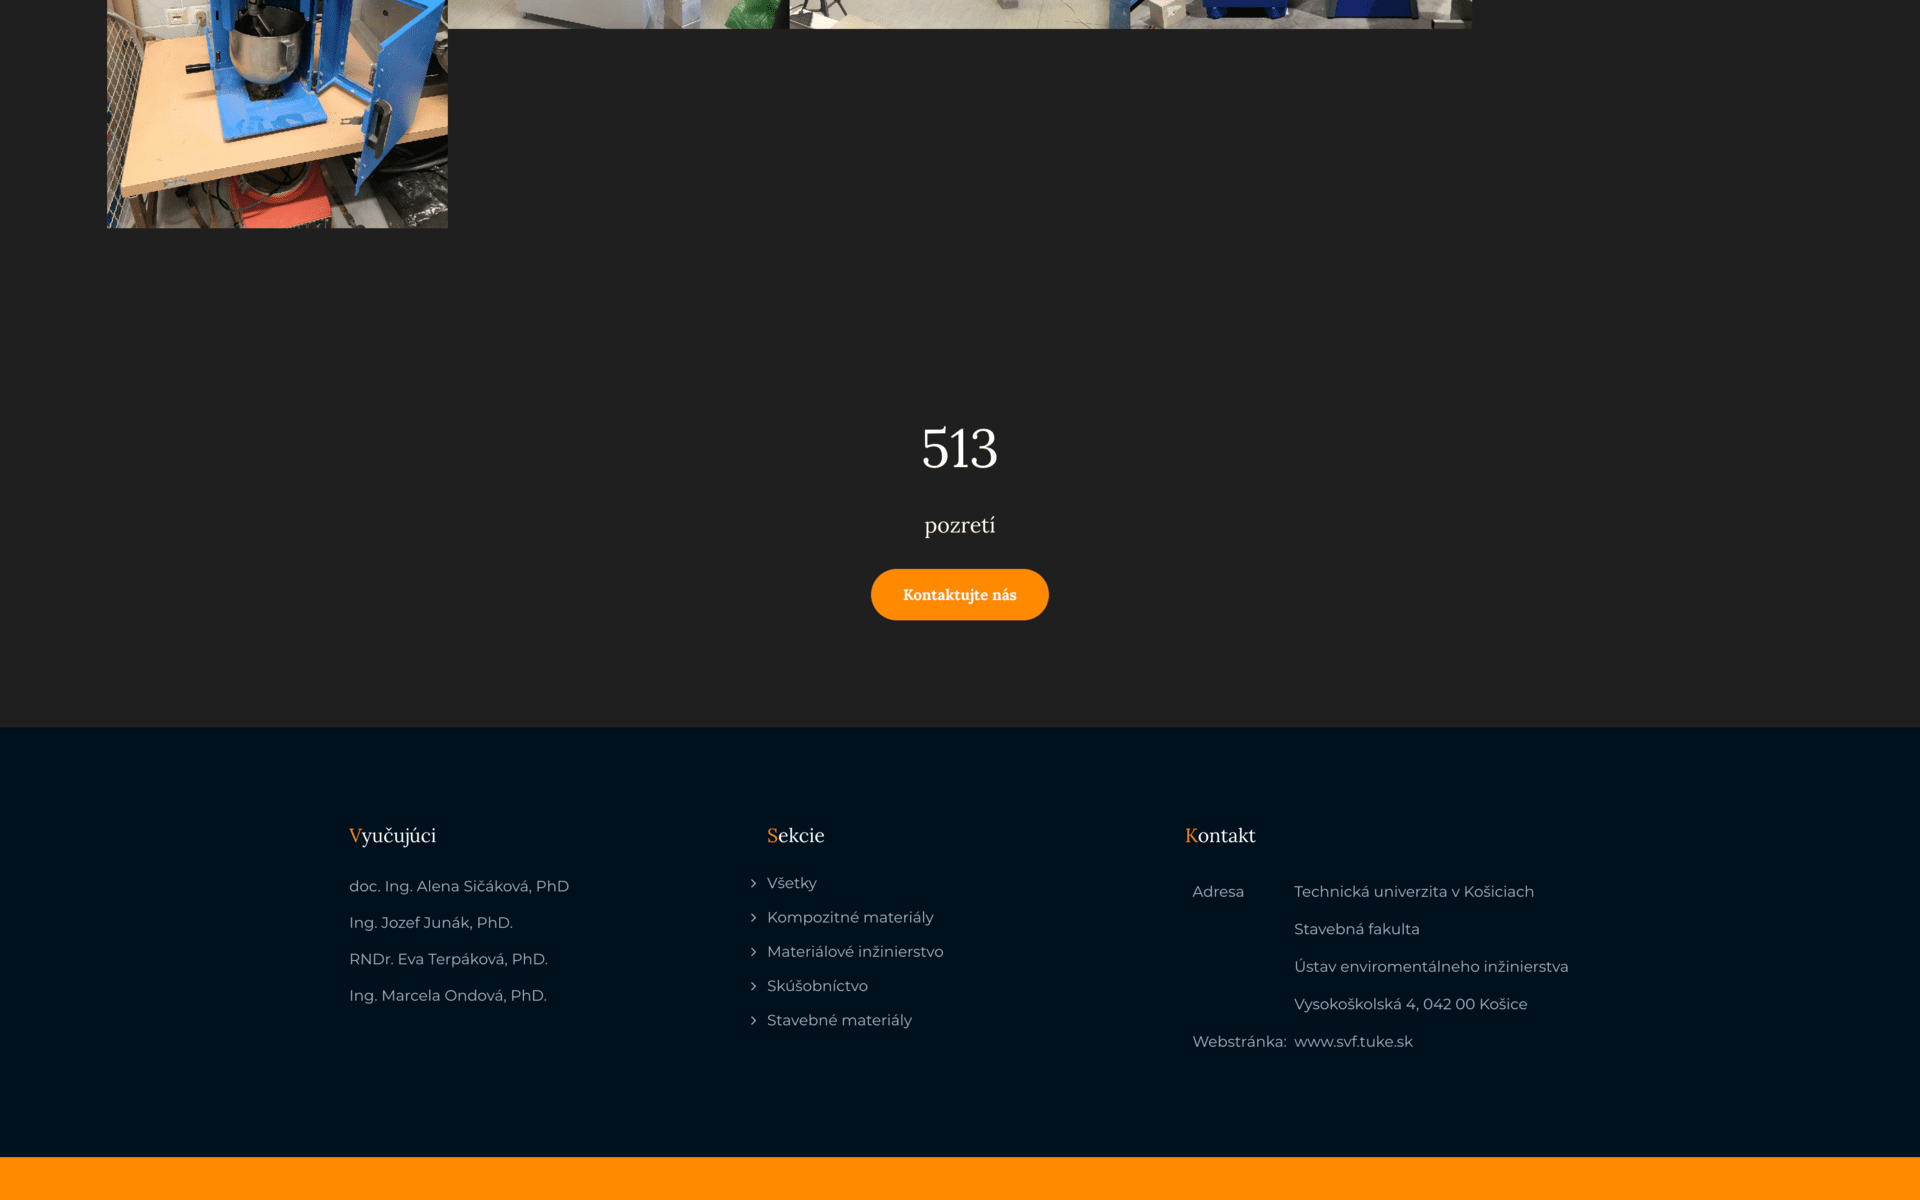 513
pozretí
Kontaktujte nás
Vyučujúci
doc. Ing. Alena Sičáková, PhD
Ing. Jozef Junák, PhD.
RNDr. Eva Terpáková, PhD.
Ing. Marcela Ondová, PhD.
Sekcie
Všetky
Kompozitné materiály
Materiálové inžinierstvo
Skúšobníctvo
Stavebné materiály
Kontakt
Adresa Technická univerzita v Košiciach
Stavebná fakulta
Ústav enviromentálneho inžinierstva
Vysokoškolská 4, 042 00 Košice
Webstránka: www.svf.tuke.sk